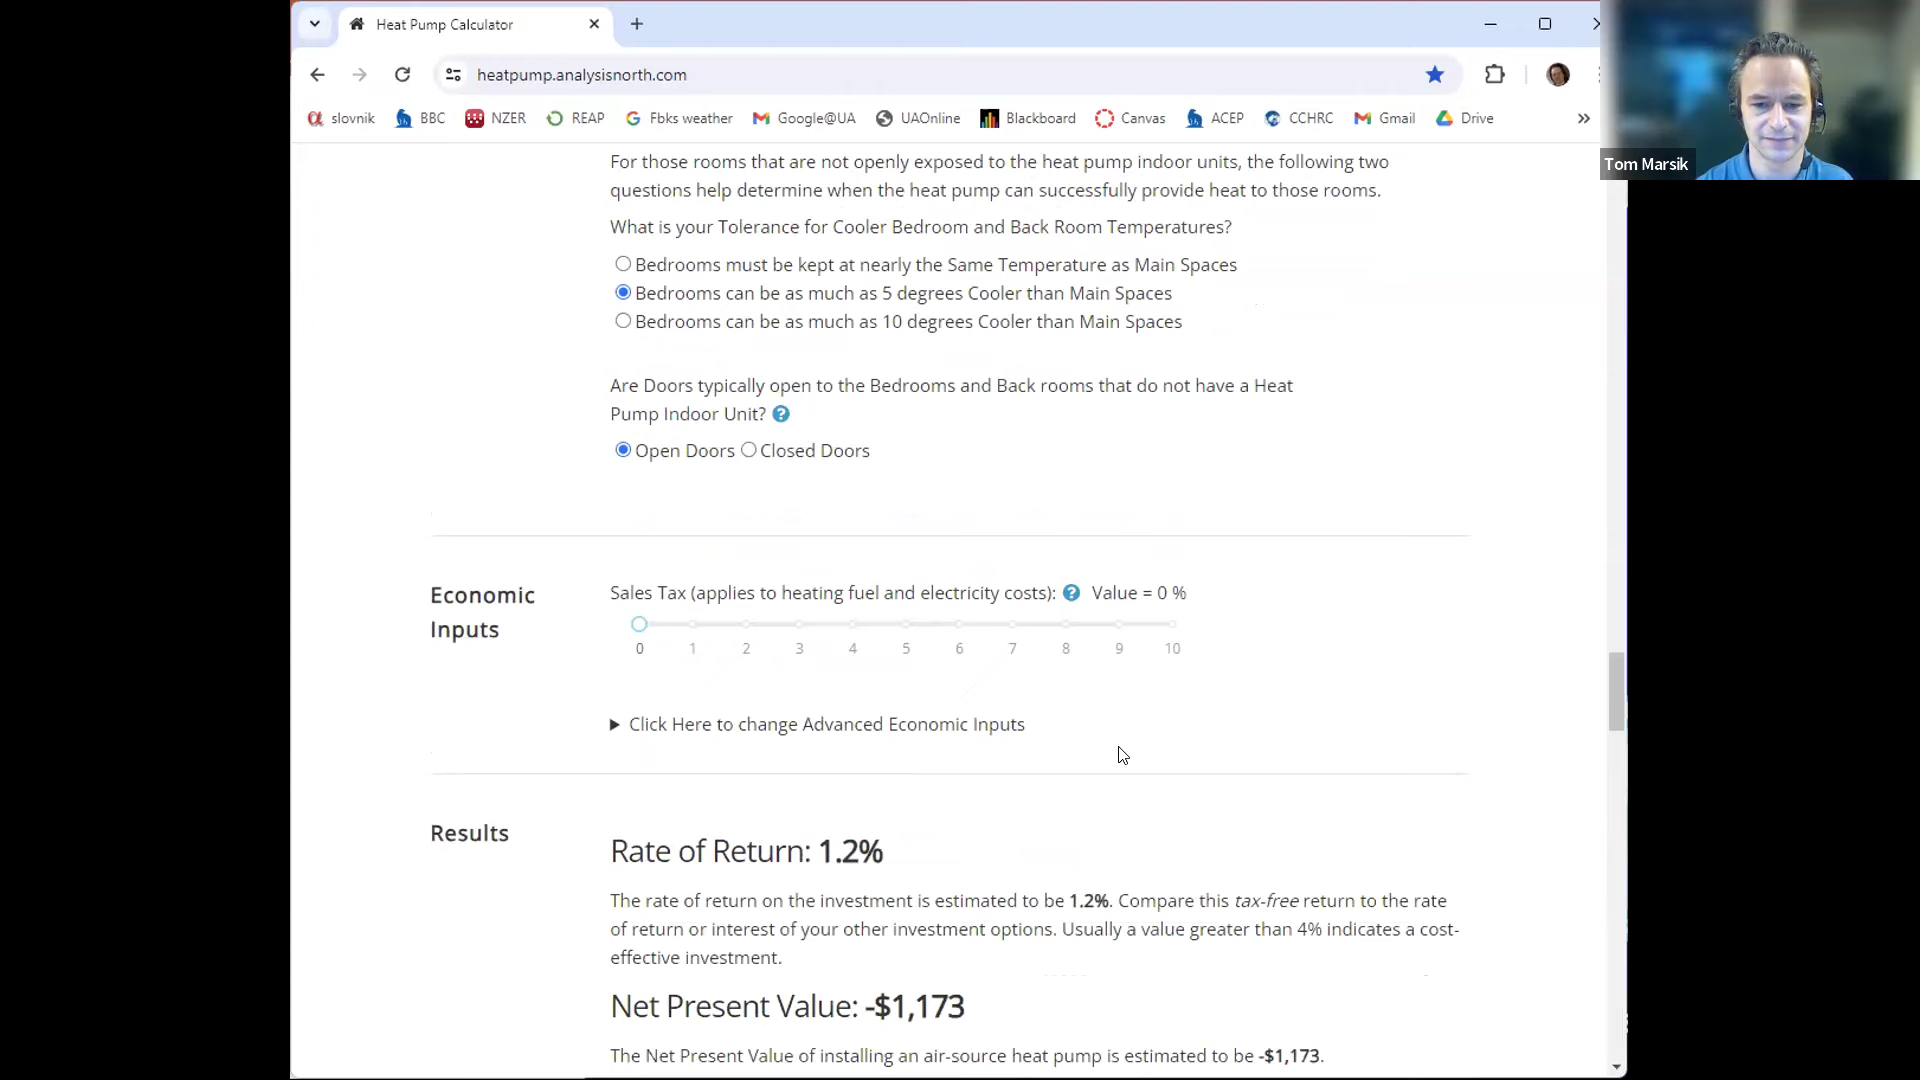 Heat Pump Calculator
heatpump.analysisnorth.com
slovnik BBC NZER REAP Fbks weather Google@UA UAOnline Blackboard Canvas ACEP CCHRC Gmail Drive »
Tom Marsik
For those rooms that are not openly exposed to the heat pump indoor units, the following two
questions help determine when the heat pump can successfully provide heat to those rooms.
What is your Tolerance for Cooler Bedroom and Back Room Temperatures?
Bedrooms must be kept at nearly the Same Temperature as Main Spaces
Bedrooms can be as much as 5 degrees Cooler than Main Spaces
Bedrooms can be as much as 10 degrees Cooler than Main Spaces
Are Doors typically open to the Bedrooms and Back rooms that do not have a Heat
Pump Indoor Unit? ?
Open Doors Closed Doors
Economic
Inputs
Sales Tax (applies to heating fuel and electricity costs): ? Value = 0 %
0 1 2 3 4 5 6 7 8 9 10
Click Here to change Advanced Economic Inputs
Results
Rate of Return: 1.2%
The rate of return on the investment is estimated to be 1.2%. Compare this tax-free return to the rate
of return or interest of your other investment options. Usually a value greater than 4% indicates a cost-
effective investment.
Net Present Value: -$1,173
The Net Present Value of installing an air-source heat pump is estimated to be -$1,173.